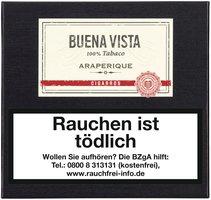 BUENA VISTA
100% Tabaco
ARAPERIQUE
CIGARROS
Rauchen ist
tödlich
Wollen Sie aufhören? Die BZgA hilft:
Tel.: 0800 8 313131 (kostenfrei),
www.rauchfrei-info.de